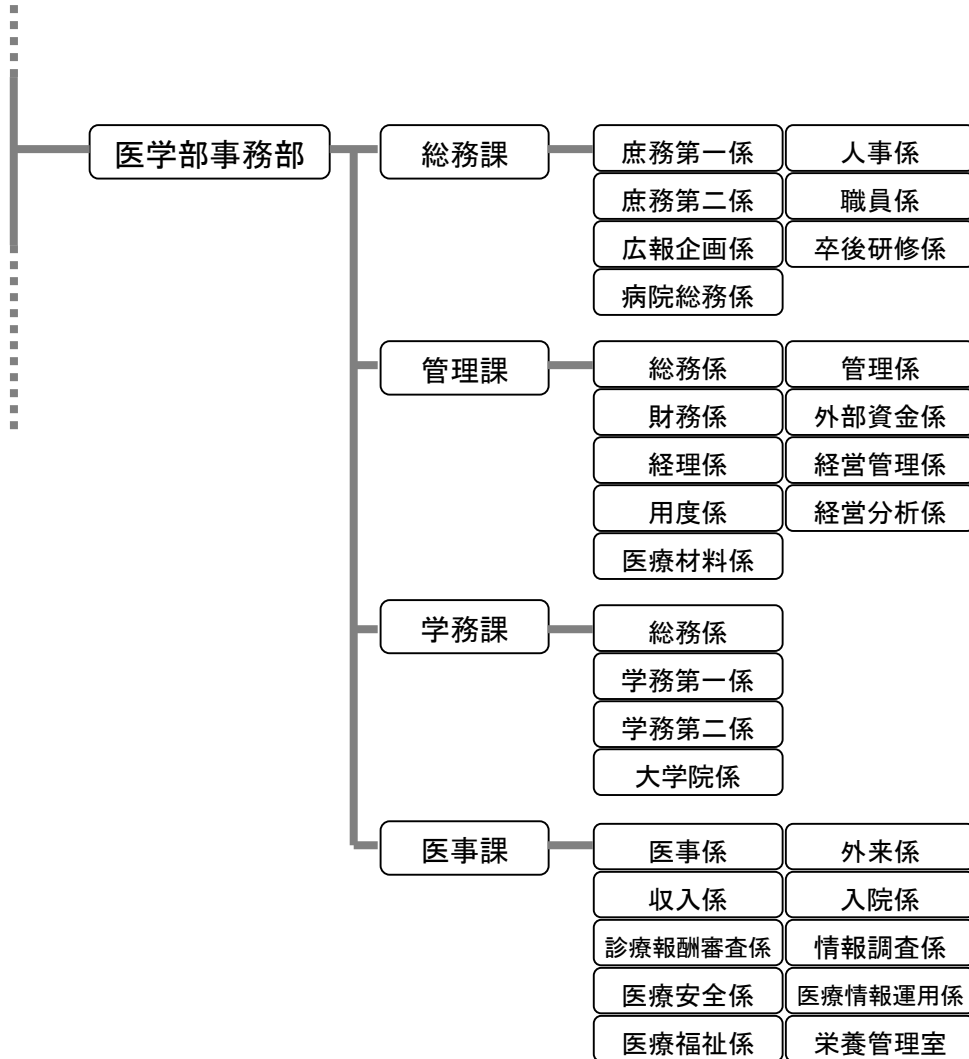 医学部事務部
総務課
庶務第一係 人事係
庶務第二係 職員係
広報企画係 卒後研修係
病院総務係
管理課
総務係 管理係
財務係 外部資金係
経理係 経営管理係
用度係 経営分析係
医療材料係
学務課
総務係
学務第一係
学務第二係
大学院係
医事課
医事係 外来係
収入係 入院係
診療報酬審査係 情報調査係
医療安全係 医療情報運用係
医療福祉係 栄養管理室